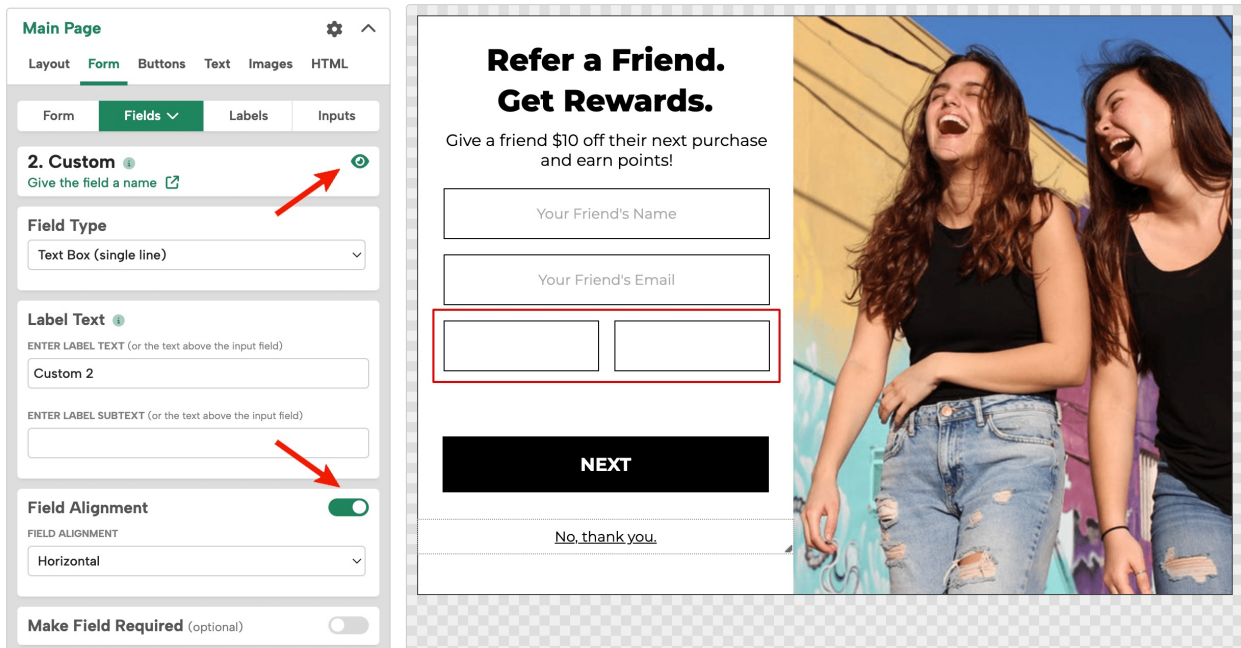 Main Page
Layout Form Buttons Text Images HTML
Form Fields Labels Inputs
2. Custom
Give the field a name
Field Type
Text Box (single line)
Label Text
ENTER LABEL TEXT (or the text above the input field)
Custom 2
ENTER LABEL SUBTEXT (or the text above the input field)
Field Alignment
FIELD ALIGNMENT
Horizontal
Make Field Required (optional)
Refer a Friend.
Get Rewards.
Give a friend $10 off their next purchase
and earn points!
Your Friend's Name
Your Friend's Email
NEXT
No, thank you.